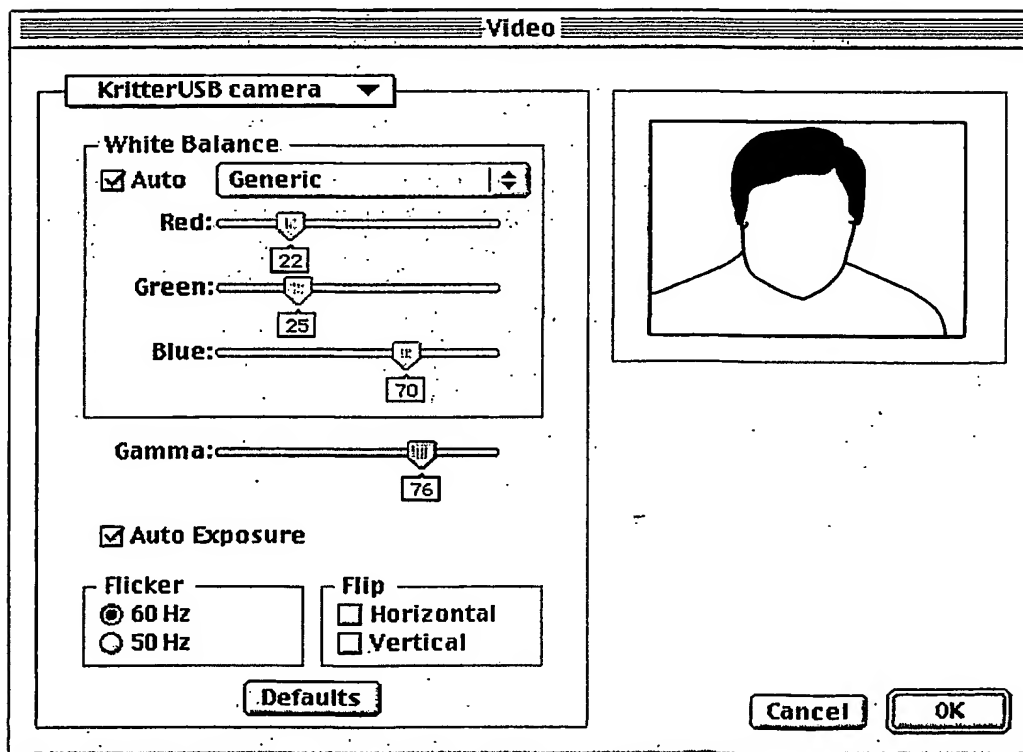 Video
KritterUSB camera
White Balance
Auto Generic
Red:
22
Green:
25
Blue:
70
Gamma:
76
Auto Exposure
Flicker
60 Hz
50 Hz
Flip
Horizontal
Vertical
Defaults
Cancel OK